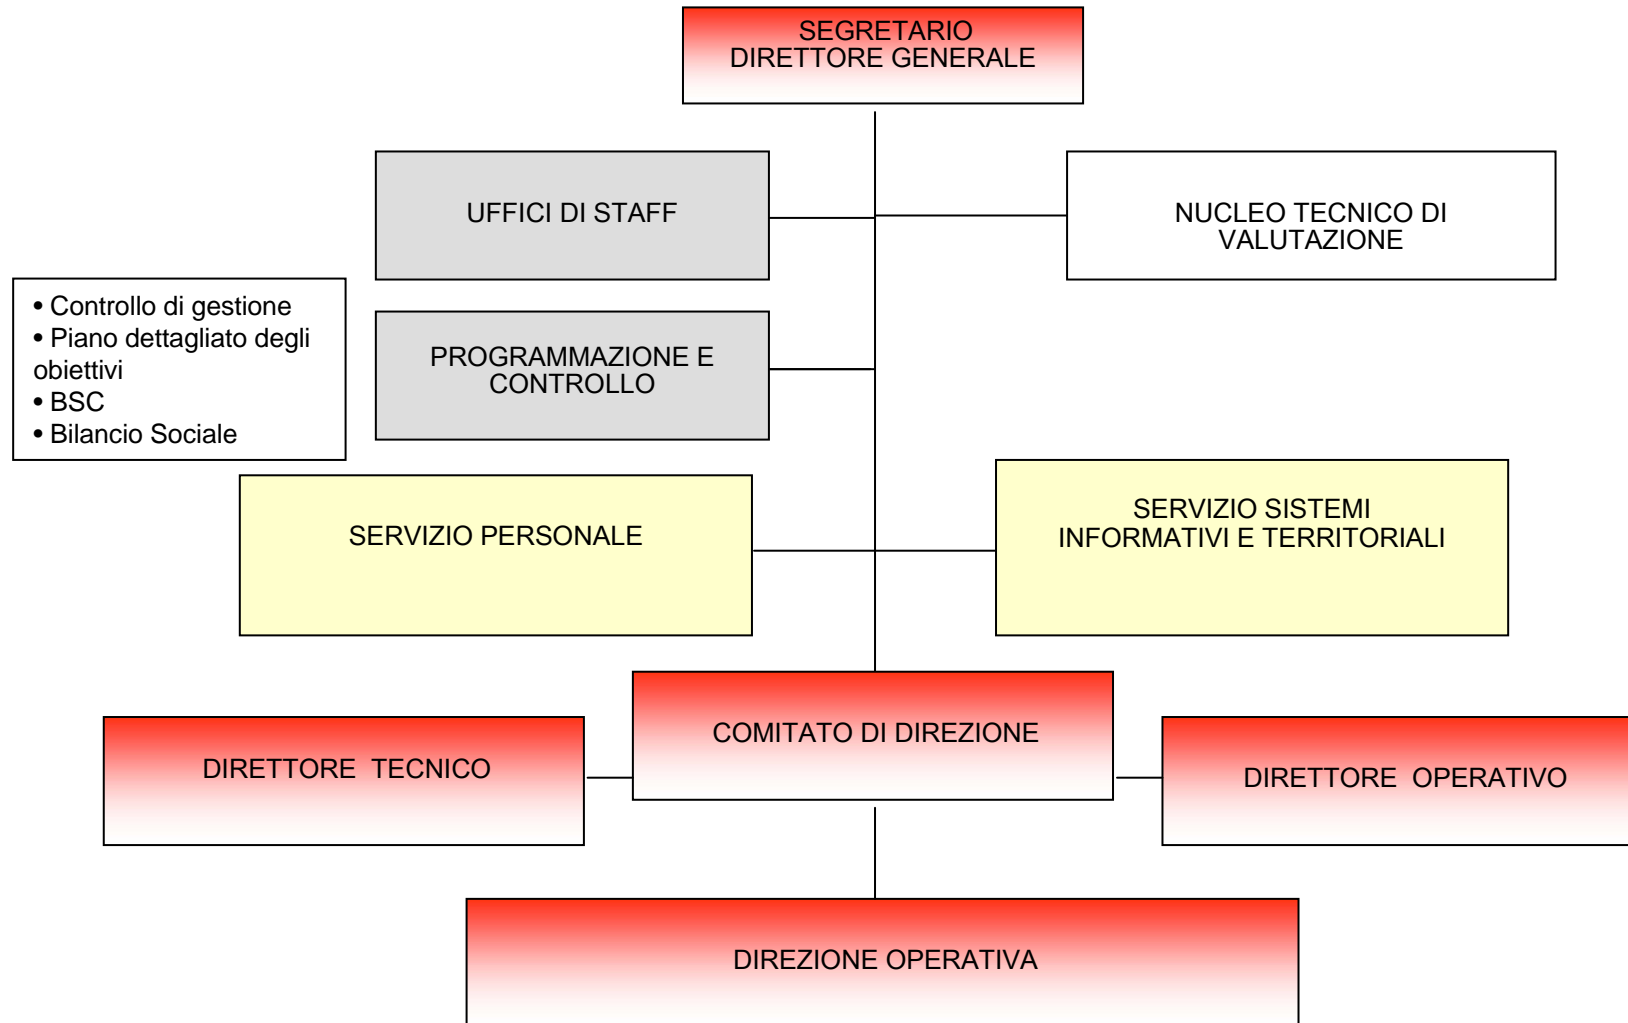 SEGRETARIO
DIRETTORE GENERALE
UFFICI DI STAFF
NUCLEO TECNICO DI
VALUTAZIONE
• Controllo di gestione
• Piano dettagliato degli
obiettivi
• BSC
• Bilancio Sociale
PROGRAMMAZIONE E
CONTROLLO
SERVIZIO PERSONALE
SERVIZIO SISTEMI
INFORMATIVI E TERRITORIALI
COMITATO DI DIREZIONE
DIRETTORE  TECNICO
DIRETTORE  OPERATIVO
DIREZIONE OPERATIVA